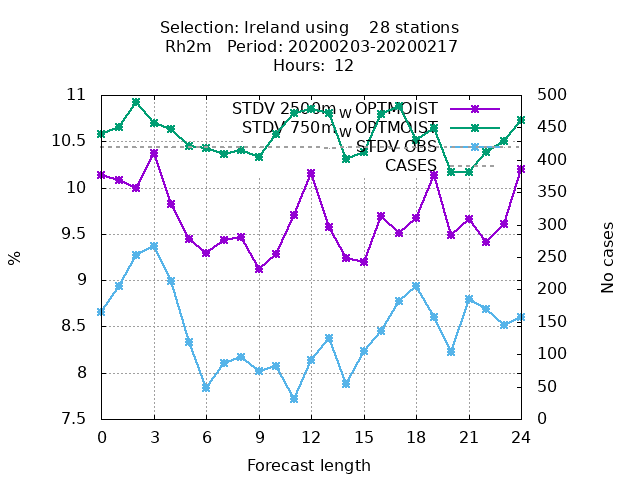 Selection: Ireland using    28 stations
Rh2m   Period: 20200203-20200217
Hours:  12
11
10.5
10
9.5
9
8.5
8
7.5
500
450
400
350
300
250
200
150
100
50
0
STDV 2500m_W OPTMOIST
STDV 750m_W OPTMOIST
STDV OBS
CASES
%
No cases
0 3 6 9 12 15 18 21 24
Forecast length